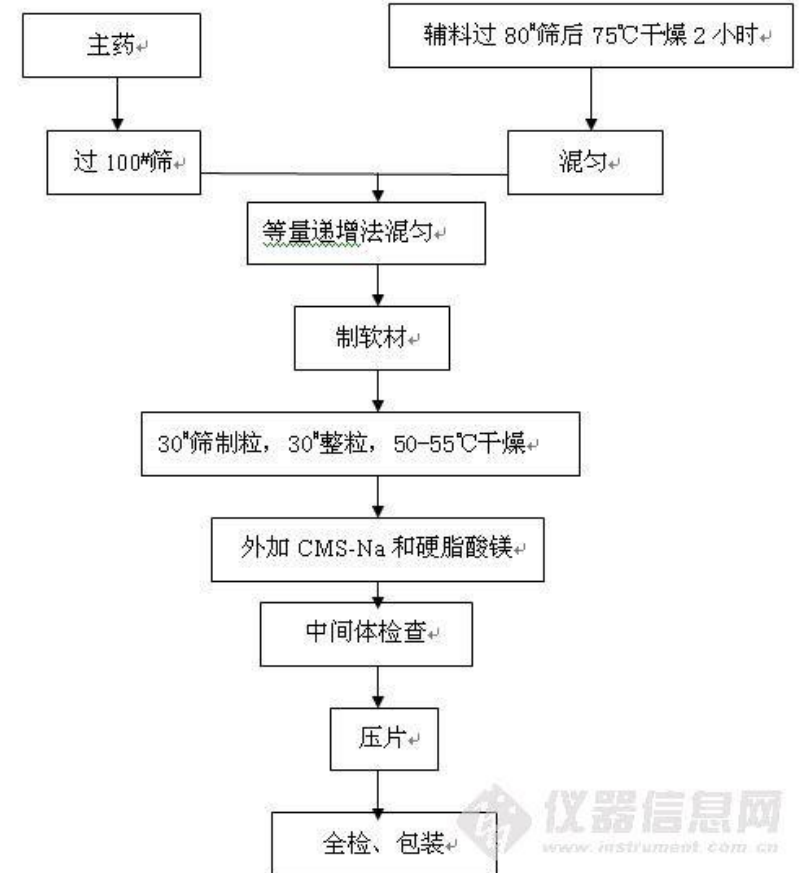 主药
辅料过80#筛后75℃干燥2小时
过100#筛
混匀
等量递增法混匀
制软材
30#筛制粒，30#整粒，50-55℃干燥
外加CMS-Na和硬脂酸镁
中间体检查
压片
全检、包装
仪器信息网
www.instrument.com.cn